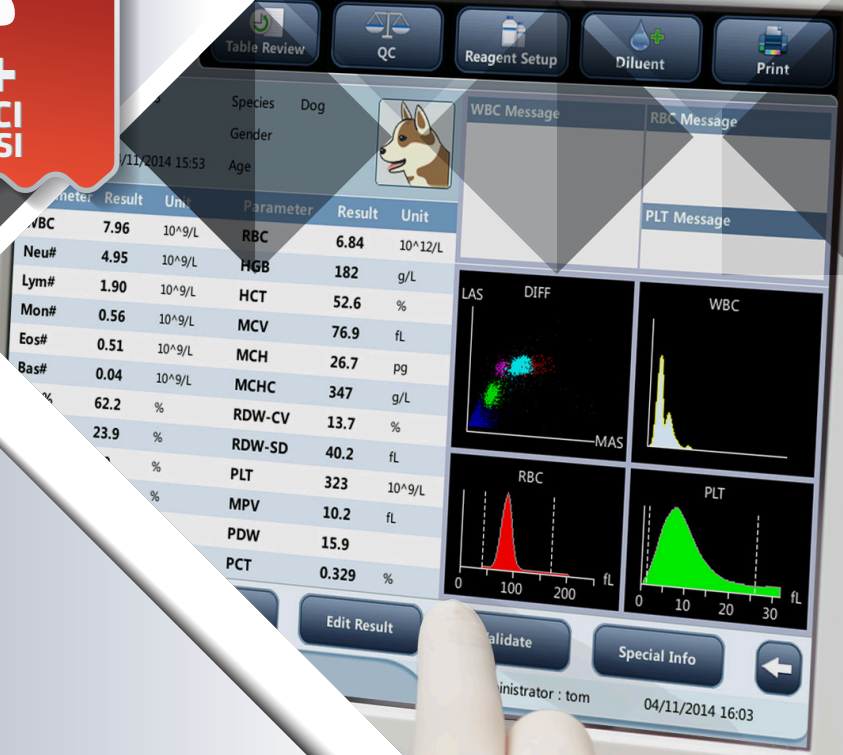 +
CI
SI
Table Review
QC
Reagent Setup
Diluent
Print
Species Dog
Gender
Age
/11/2014 15:53
WBC Message
RBC Message
PLT Message
Result Unit Parameter Result Unit
WBC 7.96 10^9/L RBC 6.84 10^12/L
Neu# 4.95 10^9/L HGB 182 g/L
Lym# 1.90 10^9/L HCT 52.6 %
Mon# 0.56 10^9/L MCV 76.9 fL
Eos# 0.51 10^9/L MCH 26.7 pg
Bas# 0.04 10^9/L MCHC 347 g/L
% 62.2 % RDW-CV 13.7 %
23.9 % RDW-SD 40.2 fL
% PLT 323 10^9/L
% MPV 10.2 fL
PDW 15.9
PCT 0.329 %
LAS DIFF
MAS
WBC
RBC
0 100 200 fL
PLT
0 10 20 30 fL
Edit Result
alidate
Special Info
inistrator : tom
04/11/2014 16:03